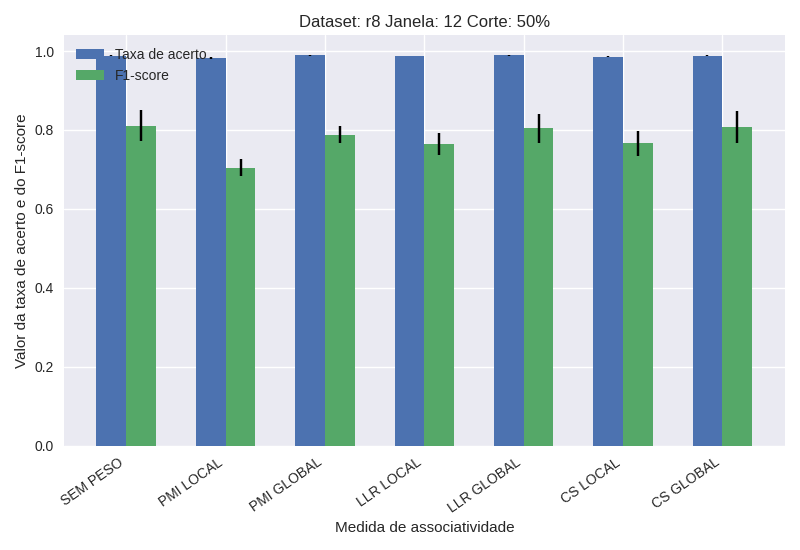 Dataset: r8 Janela: 12 Corte: 50%
Taxa de acerto
F1-score
Valor da taxa de acerto e do F1-score
1.0
0.8
0.6
0.4
0.2
0.0
SEM PESO
PMI LOCAL
PMI GLOBAL
LLR LOCAL
LLR GLOBAL
CS LOCAL
CS GLOBAL
Medida de associatividade